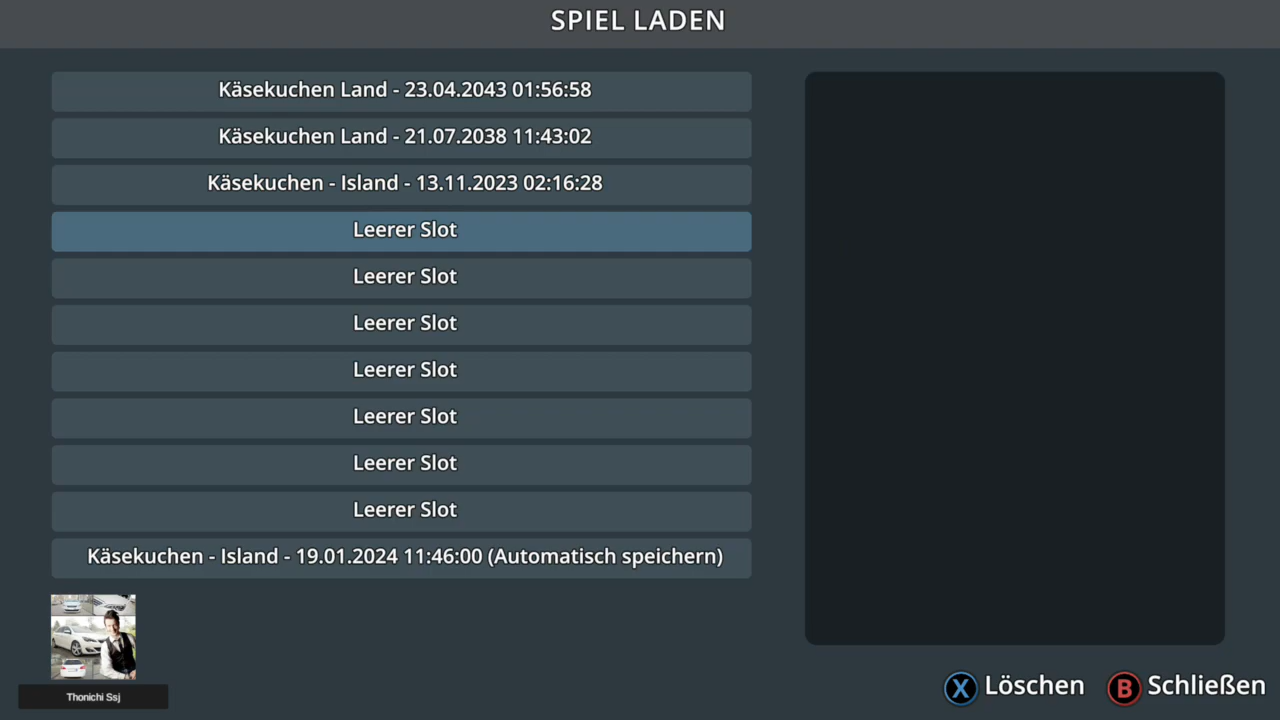 SPIEL LADEN
Käsekuchen Land - 23.04.2043 01:56:58
Käsekuchen Land - 21.07.2038 11:43:02
Käsekuchen - Island - 13.11.2023 02:16:28
Leerer Slot
Leerer Slot
Leerer Slot
Leerer Slot
Leerer Slot
Leerer Slot
Leerer Slot
Käsekuchen - Island - 19.01.2024 11:46:00 (Automatisch speichern)
Thonichi Ssj
X Löschen
B Schließen